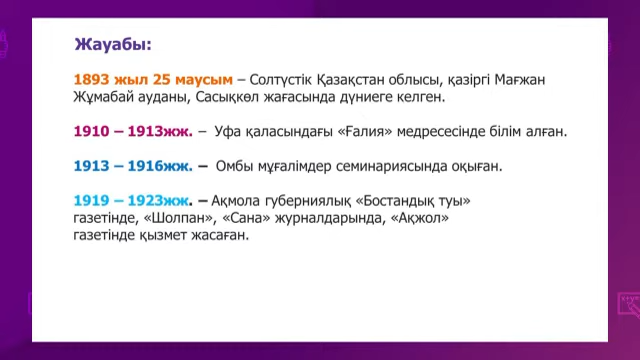 Жауабы:
1893 жыл 25 маусым – Солтүстік Қазақстан облысы, қазіргі Мағжан
Жұмабай ауданы, Сасықкөл жағасында дүниеге келген.
1910 – 1913жж. – Уфа қаласындағы «Ғалия» медресесінде білім алған.
1913 – 1916жж. – Омбы мұғалімдер семинариясында оқыған.
1919 – 1923жж. – Ақмола губерниялық «Бостандық туы»
газетінде, «Шолпан», «Сана» журналдарында, «Ақжол»
газетінде қызмет жасаған.